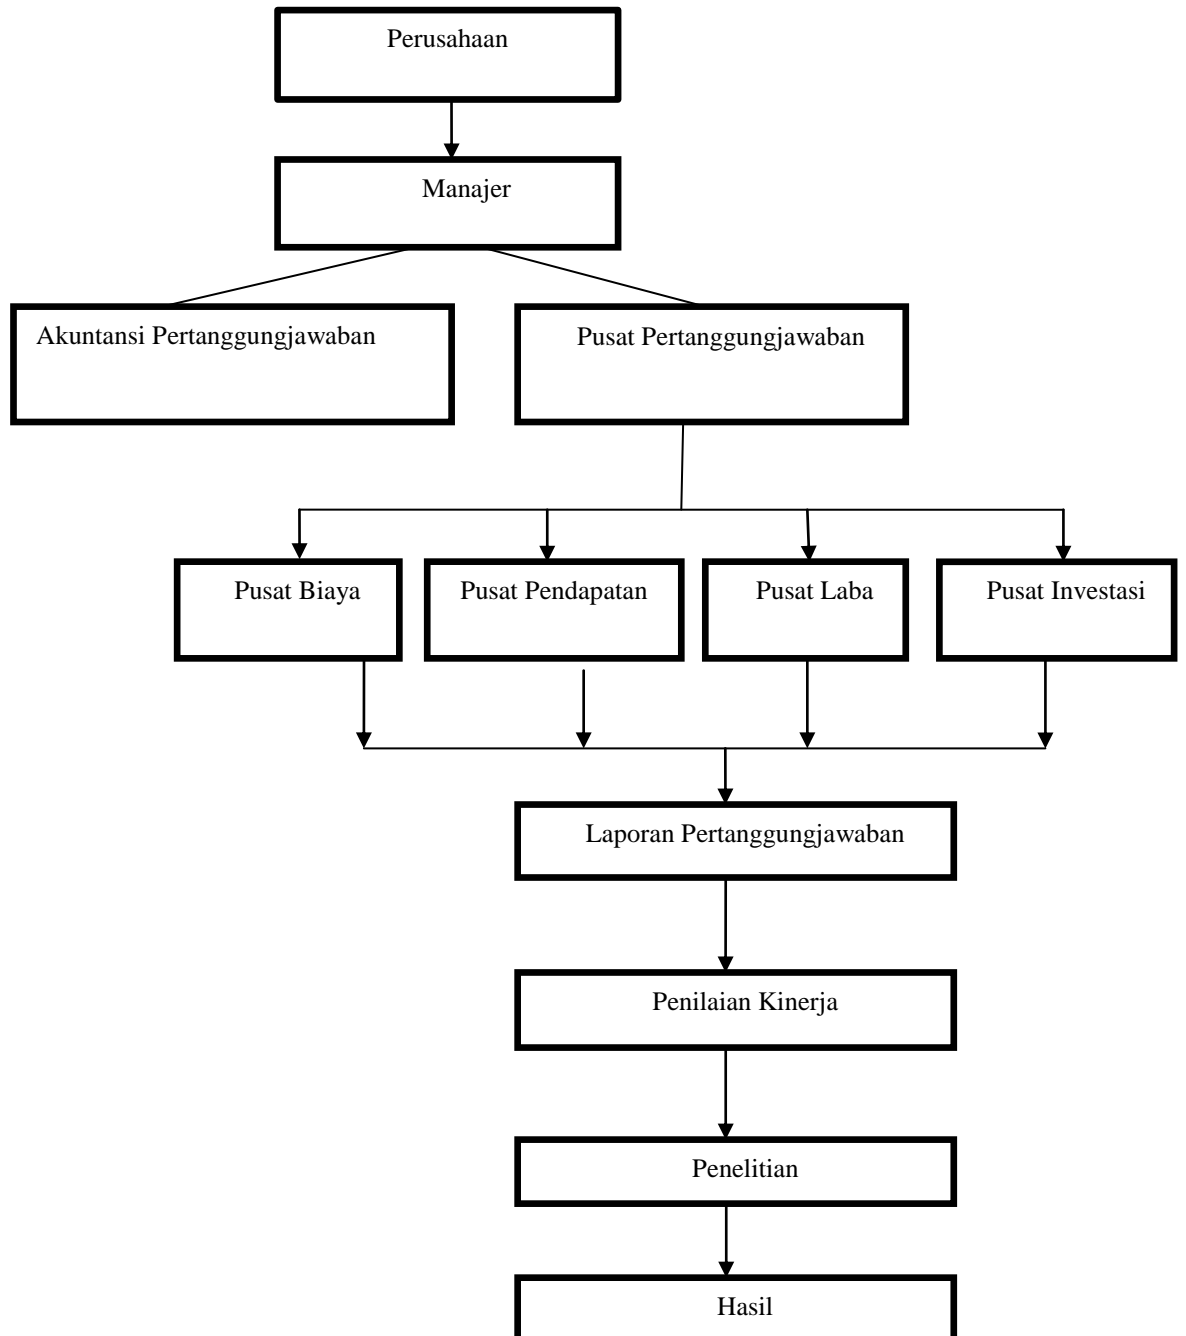 Perusahaan
Manajer
Akuntansi Pertanggungjawaban
Pusat Pertanggungjawaban
Pusat Biaya
Pusat Pendapatan
Pusat Laba
Pusat Investasi
Laporan Pertanggungjawaban
Penilaian Kinerja
Penelitian
Hasil